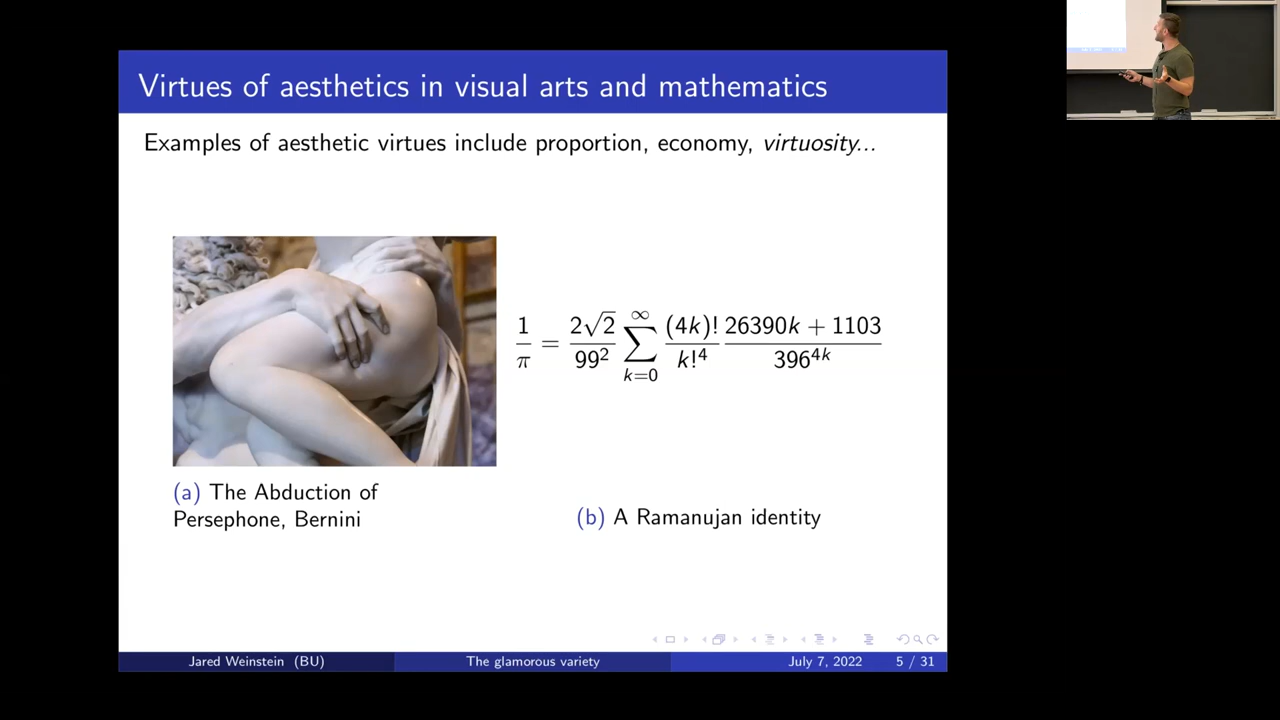 Virtues of aesthetics in visual arts and mathematics
Examples of aesthetic virtues include proportion, economy, virtuosity...
1/π = 2√2/99² ∑_{k=0}^{∞} (4k)!/k!⁴ (26390k + 1103)/396^{4k}
(a) The Abduction of
Persephone, Bernini
(b) A Ramanujan identity
Jared Weinstein (BU) The glamorous variety July 7, 2022 5 / 31